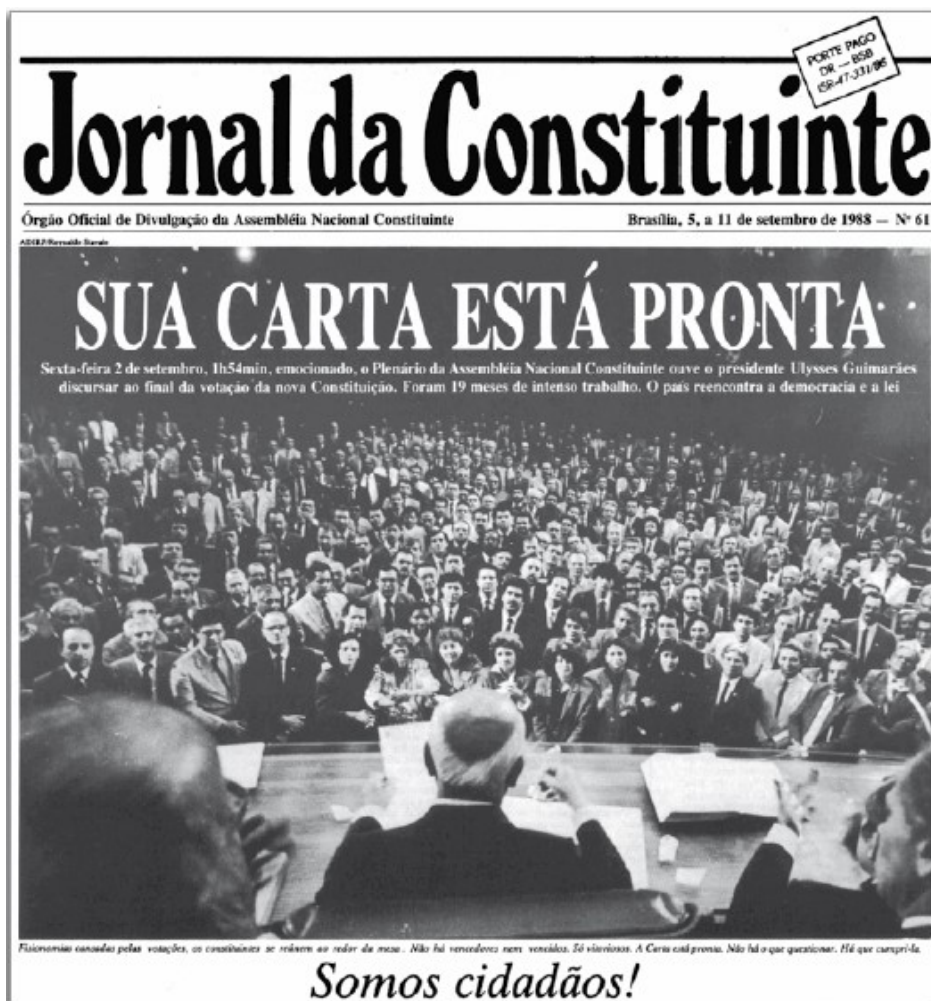 PORTE PAGO
DR — BSB
ISR-47-331/86
Jornal da Constituinte
Órgão Oficial de Divulgação da Assembléia Nacional Constituinte Brasília, 5, a 11 de setembro de 1988 — Nº 61
SUA CARTA ESTÁ PRONTA
Sexta-feira 2 de setembro, 1h54min, emocionado, o Plenário da Assembléia Nacional Constituinte ouve o presidente Ulysses Guimarães
discursar ao final da votação da nova Constituição. Foram 19 meses de intenso trabalho. O país reencontra a democracia e a lei
Fisionomias cansadas pelas votações, os constituintes se reúnem ao redor da mesa. Não há vencedores nem vencidos. Só vitoriosos. A Carta está pronta. Não há o que questionar. Há que cumpri-la.
Somos cidadãos!